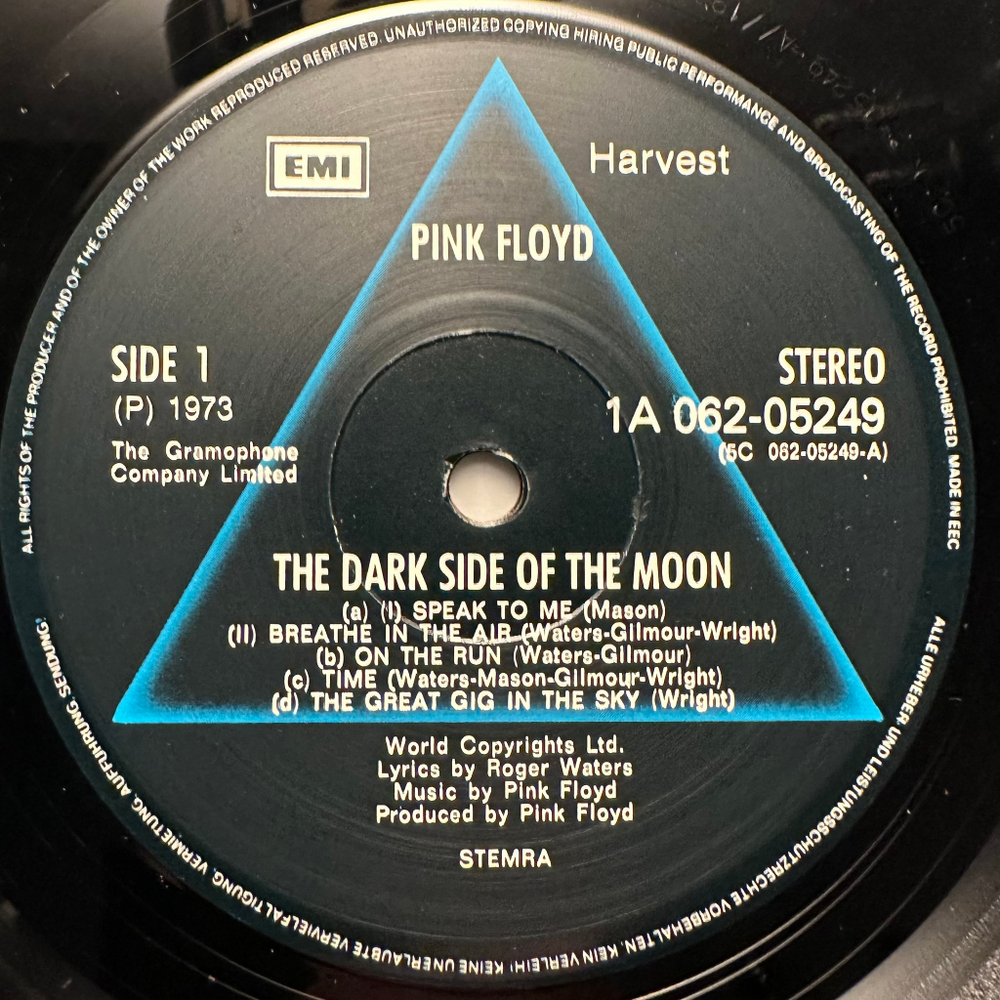 ALL RIGHTS OF THE PRODUCER AND OF THE OWNER OF THE WORK REPRODUCED RESERVED. UNAUTHORIZED COPYING HIRING PUBLIC PERFORMANCE AND BROADCASTING OF THE RECORD PROHIBITED MADE IN EEC
EMI
Harvest
PINK FLOYD
SIDE 1
STEREO
(P) 1973
1A 062-05249
The Gramophone
(5C 062-05249-A)
Company Limited
THE DARK SIDE OF THE MOON
(a) (I) SPEAK TO ME (Mason)
(II) BREATHE IN THE AIR (Waters-Gilmour-Wright)
(b) ON THE RUN (Waters-Gilmour)
(c) TIME (Waters-Mason-Gilmour-Wright)
(d) THE GREAT GIG IN THE SKY (Wright)
World Copyrights Ltd.
Lyrics by Roger Waters
Music by Pink Floyd
Produced by Pink Floyd
STEMRA
ALLE URHEBER UND LEISTUNGSSCHUTZRECHTE VORBEHALTEN. KEIN VERLEIH! KEINE UNERLAUBTE VERVIELFALTIGUNG. VERMIETUNG AUFFUHRUNG. SENDUNG!